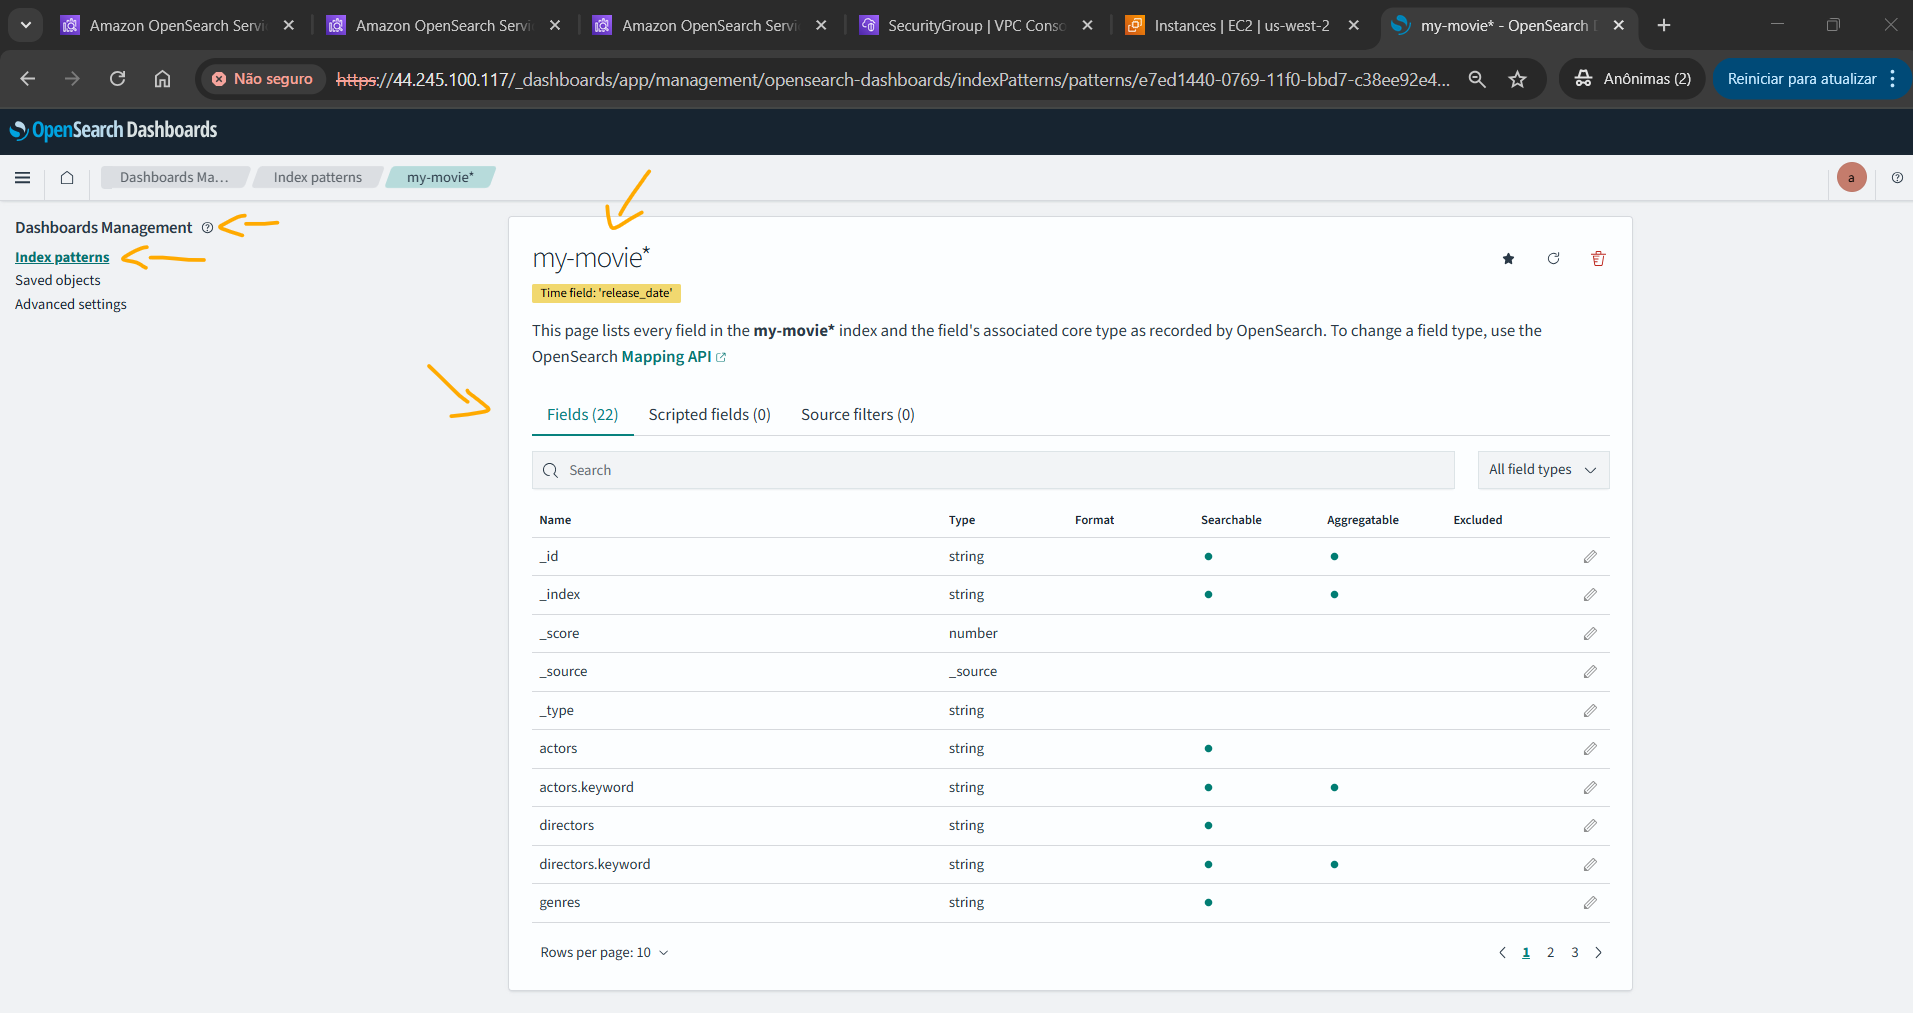 Amazon OpenSearch Servi
Amazon OpenSearch Servi
Amazon OpenSearch Servi
SecurityGroup | VPC Conso
Instances | EC2 | us-west-2
my-movie* - OpenSearch D
Não seguro
https://44.245.100.117/_dashboards/app/management/opensearch-dashboards/indexPatterns/patterns/e7ed1440-0769-11f0-bbd7-c38ee92e4...
Anônimas (2)
Reiniciar para atualizar
OpenSearch Dashboards
Dashboards Ma...
Index patterns
my-movie*
a
Dashboards Management
Index patterns
Saved objects
Advanced settings
my-movie*
Time field: 'release_date'
This page lists every field in the my-movie* index and the field's associated core type as recorded by OpenSearch. To change a field type, use the
OpenSearch Mapping API
Fields (22) Scripted fields (0) Source filters (0)
Search
All field types
Name Type Format Searchable Aggregatable Excluded
_id string
_index string
_score number
_source _source
_type string
actors string
actors.keyword string
directors string
directors.keyword string
genres string
Rows per page: 10
1 2 3